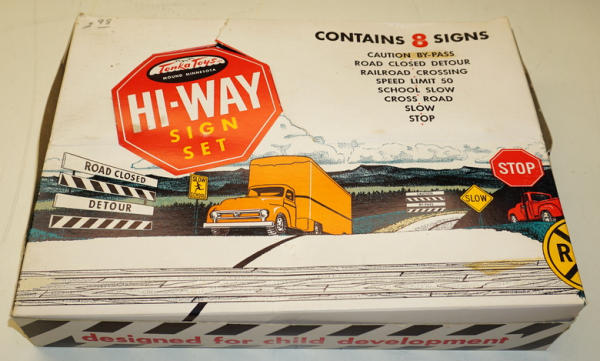 2.98
Tonka Toys
MOUND MINNESOTA
HI-WAY
SIGN
SET
CONTAINS 8 SIGNS
CAUTION BY-PASS
ROAD CLOSED DETOUR
RAILROAD CROSSING
SPEED LIMIT 50
SCHOOL SLOW
CROSS ROAD
SLOW
STOP
ROAD CLOSED
DETOUR
SLOW
STOP
SLOW
R
designed for child development